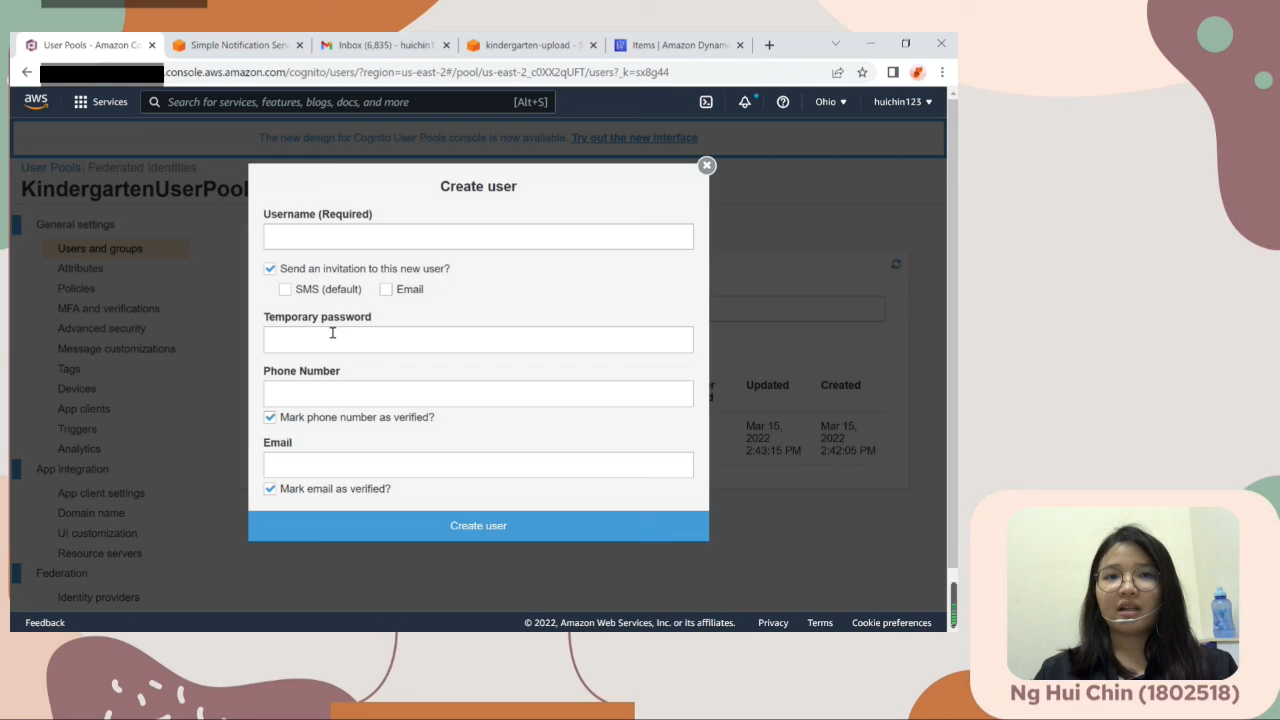 User Pools - Amazon Co
Simple Notification Serv
Inbox (6,835) - huichin1
kindergarten-upload - S
Items | Amazon Dynam
.console.aws.amazon.com/cognito/users/?region=us-east-2#/pool/us-east-2_c0XX2qUFT/users?_k=sx8g44
aws
Services
Search for services, features, blogs, docs, and more
[Alt+S]
Ohio
huichin123
The new design for Cognito User Pools console is now available. Try out the new interface
User Pools | Federated Identities
KindergartenUserPool
General settings
Users and groups
Attributes
Policies
MFA and verifications
Advanced security
Message customizations
Tags
Devices
App clients
Triggers
Analytics
App integration
App client settings
Domain name
UI customization
Resource servers
Federation
Identity providers
Create user
Username (Required)
Send an invitation to this new user?
SMS (default)
Email
Temporary password
Phone Number
Mark phone number as verified?
Email
Mark email as verified?
Create user
Updated
Created
Mar 15,
2022
2:43:15 PM
Mar 15,
2022
2:42:05 PM
Feedback
© 2022, Amazon Web Services, Inc. or its affiliates.
Privacy
Terms
Cookie preferences
Ng Hui Chin (1802518)